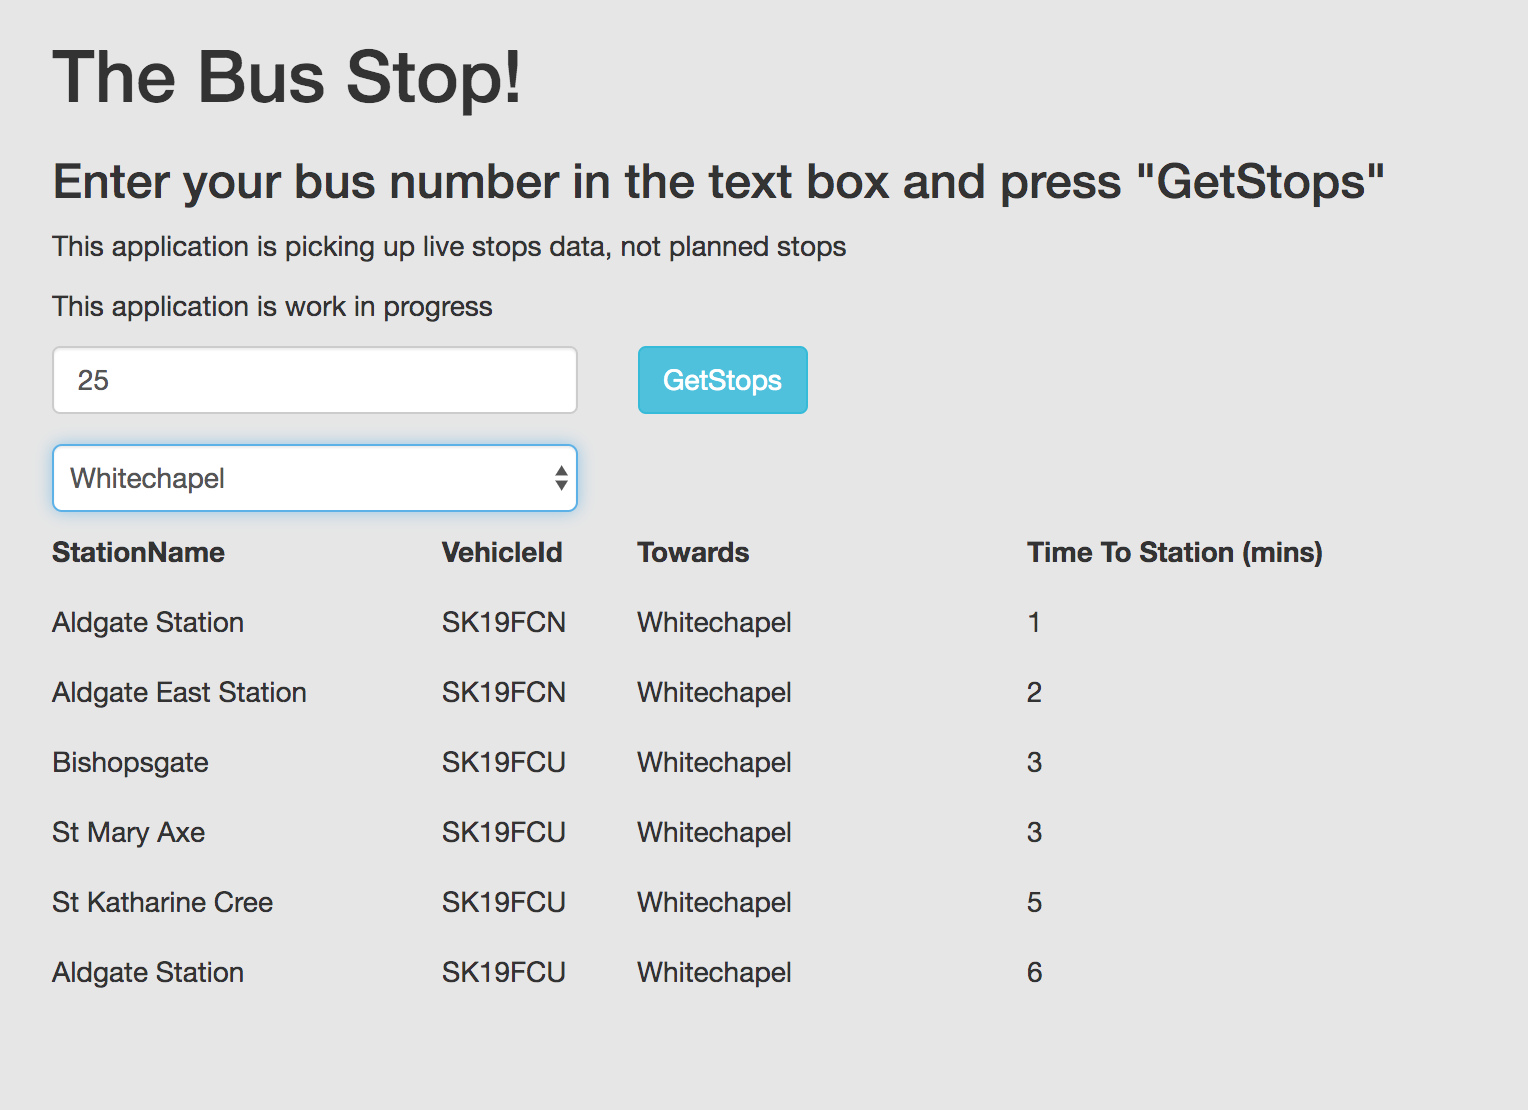 The Bus Stop!
Enter your bus number in the text box and press "GetStops"
This application is picking up live stops data, not planned stops
This application is work in progress
25 GetStops
Whitechapel
StationName VehicleId Towards Time To Station (mins)
Aldgate Station SK19FCN Whitechapel 1
Aldgate East Station SK19FCN Whitechapel 2
Bishopsgate SK19FCU Whitechapel 3
St Mary Axe SK19FCU Whitechapel 3
St Katharine Cree SK19FCU Whitechapel 5
Aldgate Station SK19FCU Whitechapel 6